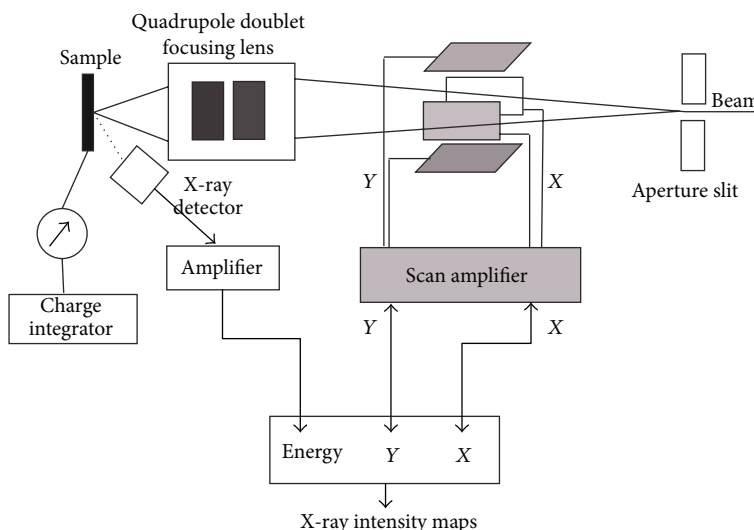 Quadrupole doublet
focusing lens
Sample
Beam
Aperture slit
X-ray
detector
Y
X
Amplifier
Scan amplifier
Charge
integrator
Y
X
Energy
Y
X
X-ray intensity maps